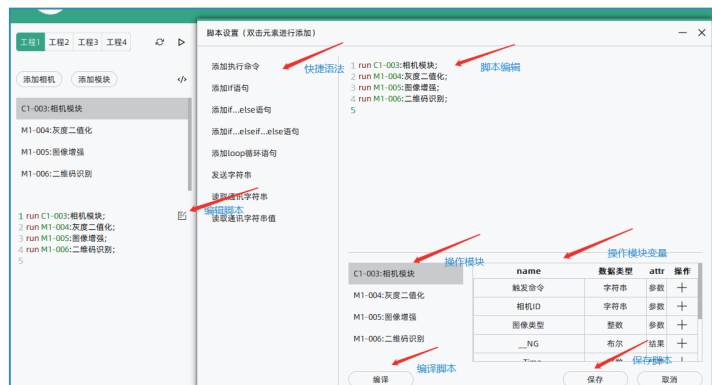 工程1 工程2 工程3 工程4
添加相机 添加模块 </>
C1-003:相机模块
M1-004:灰度二值化
M1-005:图像增强
M1-006:二维码识别
1 run C1-003:相机模块;
2 run M1-004:灰度二值化;
3 run M1-005:图像增强;
4 run M1-006:二维码识别;
5
编辑脚本
脚本设置（双击元素进行添加）
添加执行命令
快捷语法
添加if语句
添加if...else语句
添加if...elseif...else语句
添加loop循环语句
发送字符串
读取通讯字符串
读取通讯字符串值
1 run C1-003:相机模块;
脚本编辑
2 run M1-004:灰度二值化;
3 run M1-005:图像增强;
4 run M1-006:二维码识别;
5
操作模块
操作模块变量
C1-003:相机模块
M1-004:灰度二值化
M1-005:图像增强
M1-006:二维码识别
name 数据类型 attr 操作
触发命令 字符串 参数 +
相机ID 字符串 参数 +
图像类型 整数 参数 +
__NG 布尔 结果 +
编译脚本
保存脚本
编译 保存 取消